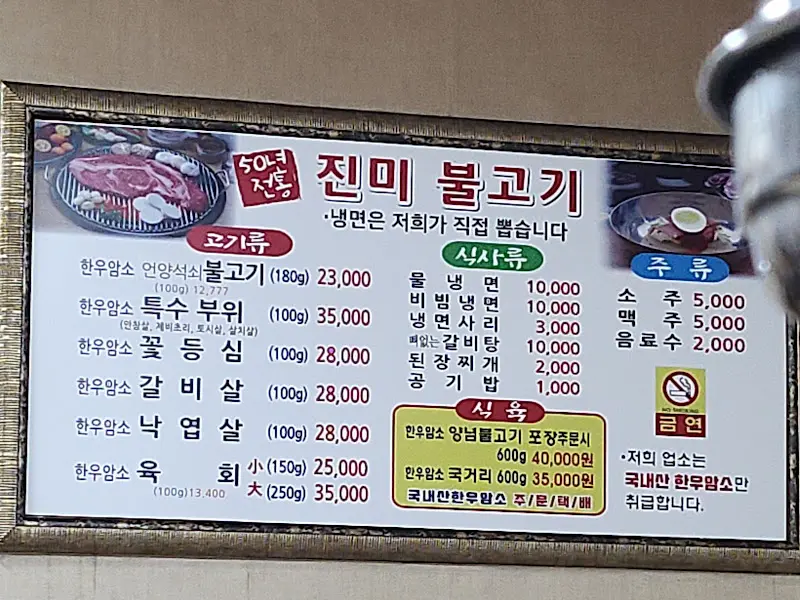 50년
전통
진미 불고기
·냉면은 저희가 직접 뽑습니다
고기류
한우암소 언양석쇠불고기 (180g) 23,000
(100g) 12,777
한우암소 특수 부위 (100g) 35,000
(안창살, 제비초리, 토시살, 살치살)
한우암소 꽃 등 심 (100g) 28,000
한우암소 갈 비 살 (100g) 28,000
한우암소 낙 엽 살 (100g) 28,000
한우암소 육 회 小 (150g) 25,000
(100g)13,400 大 (250g) 35,000
식사류
물 냉 면 10,000
비 빔 냉 면 10,000
냉 면 사 리 3,000
뼈없는 갈 비 탕 10,000
된 장 찌 개 2,000
공 기 밥 1,000
식 육
한우암소 양념불고기 포장주문시
600g 40,000원
한우암소 국거리 600g 35,000원
국내산한우암소 주/문/택/배
주 류
소 주 5,000
맥 주 5,000
음 료 수 2,000
NO SMOKING
금 연
·저희 업소는
국내산 한우암소만
취급합니다.